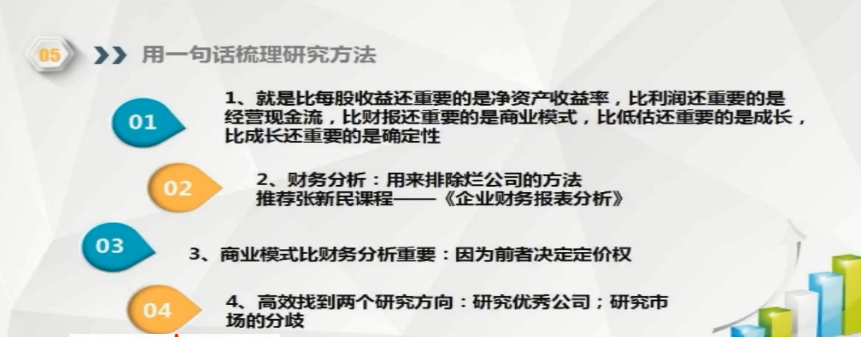 05
用一句话梳理研究方法
01
1、就是比每股收益还重要的是净资产收益率，比利润还重要的是
经营现金流，比财报还重要的是商业模式，比低估还重要的是成长，
比成长还重要的是确定性
02
2、财务分析：用来排除烂公司的方法
推荐张新民课程——《企业财务报表分析》
03
3、商业模式比财务分析重要：因为前者决定定价权
04
4、高效找到两个研究方向：研究优秀公司；研究市
场的分歧